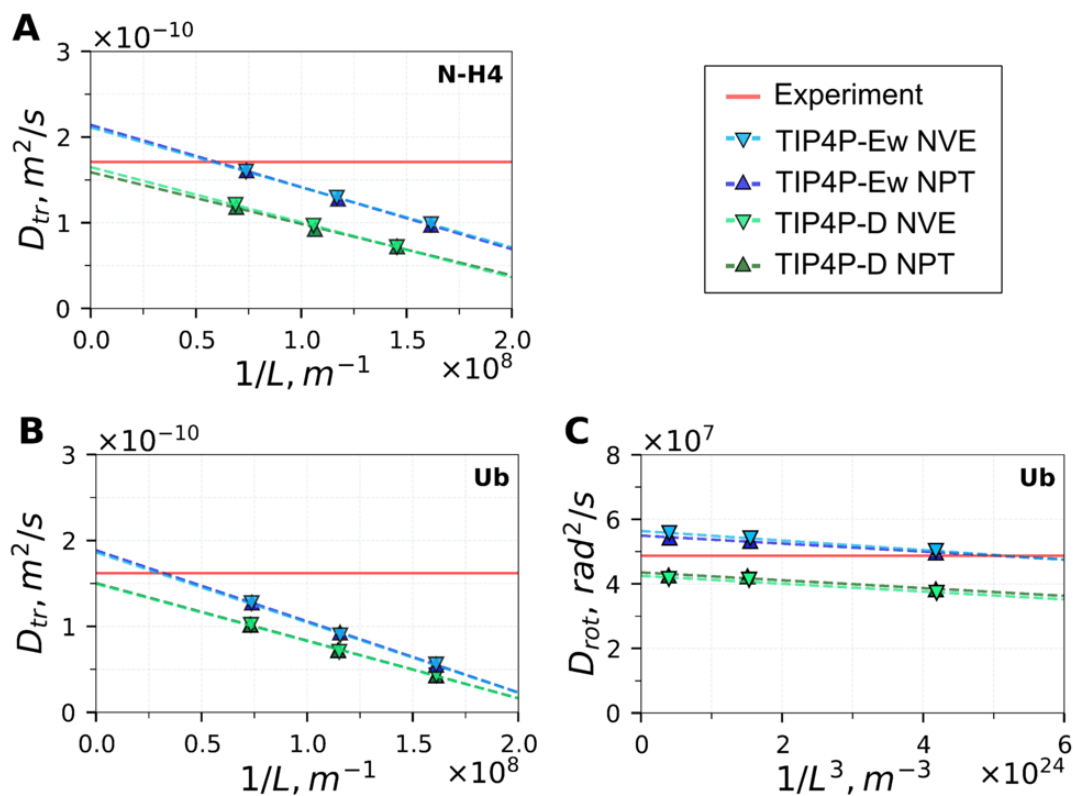 A
×10⁻¹⁰
N-H4
3
2
1
0
D_tr, m²/s
0.0 0.5 1.0 1.5 2.0
1/L, m⁻¹
×10⁸
Experiment
TIP4P-Ew NVE
TIP4P-Ew NPT
TIP4P-D NVE
TIP4P-D NPT
B
×10⁻¹⁰
Ub
3
2
1
0
D_tr, m²/s
0.0 0.5 1.0 1.5 2.0
1/L, m⁻¹
×10⁸
C
×10⁷
Ub
8
6
4
2
0
D_rot, rad²/s
0 2 4 6
1/L³, m⁻³
×10²⁴